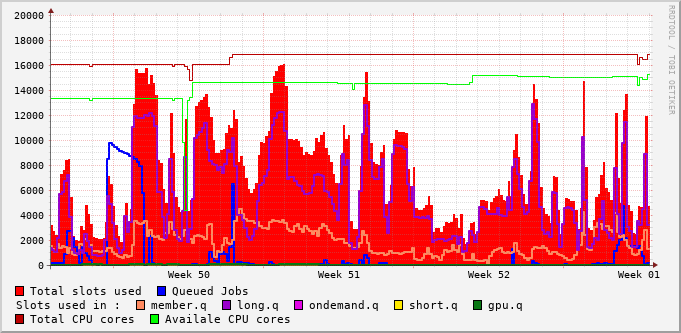 RRDTOOL / TOBI OETIKER
20000
18000
16000
14000
12000
10000
8000
6000
4000
2000
0
Week 50 Week 51 Week 52 Week 01
Total slots used Queued Jobs
Slots used in : member.q long.q ondemand.q short.q gpu.q
Total CPU cores Availale CPU cores